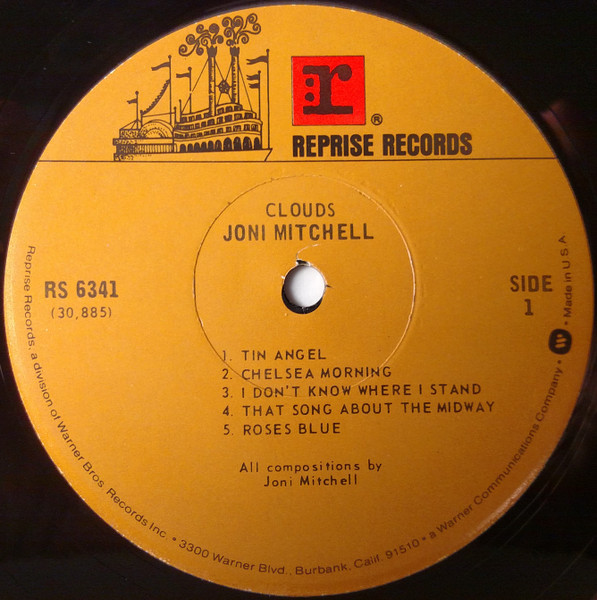 r
®
REPRISE RECORDS
CLOUDS
JONI MITCHELL
RS 6341
(30,885)
SIDE
1
1. TIN ANGEL
2. CHELSEA MORNING
3. I DON'T KNOW WHERE I STAND
4. THAT SONG ABOUT THE MIDWAY
5. ROSES BLUE
All compositions by
Joni Mitchell
Reprise Records, a division of Warner Bros. Records Inc • 3300 Warner Blvd., Burbank, Calif. 91510 • a Warner Communications Company • W • Made in U S A